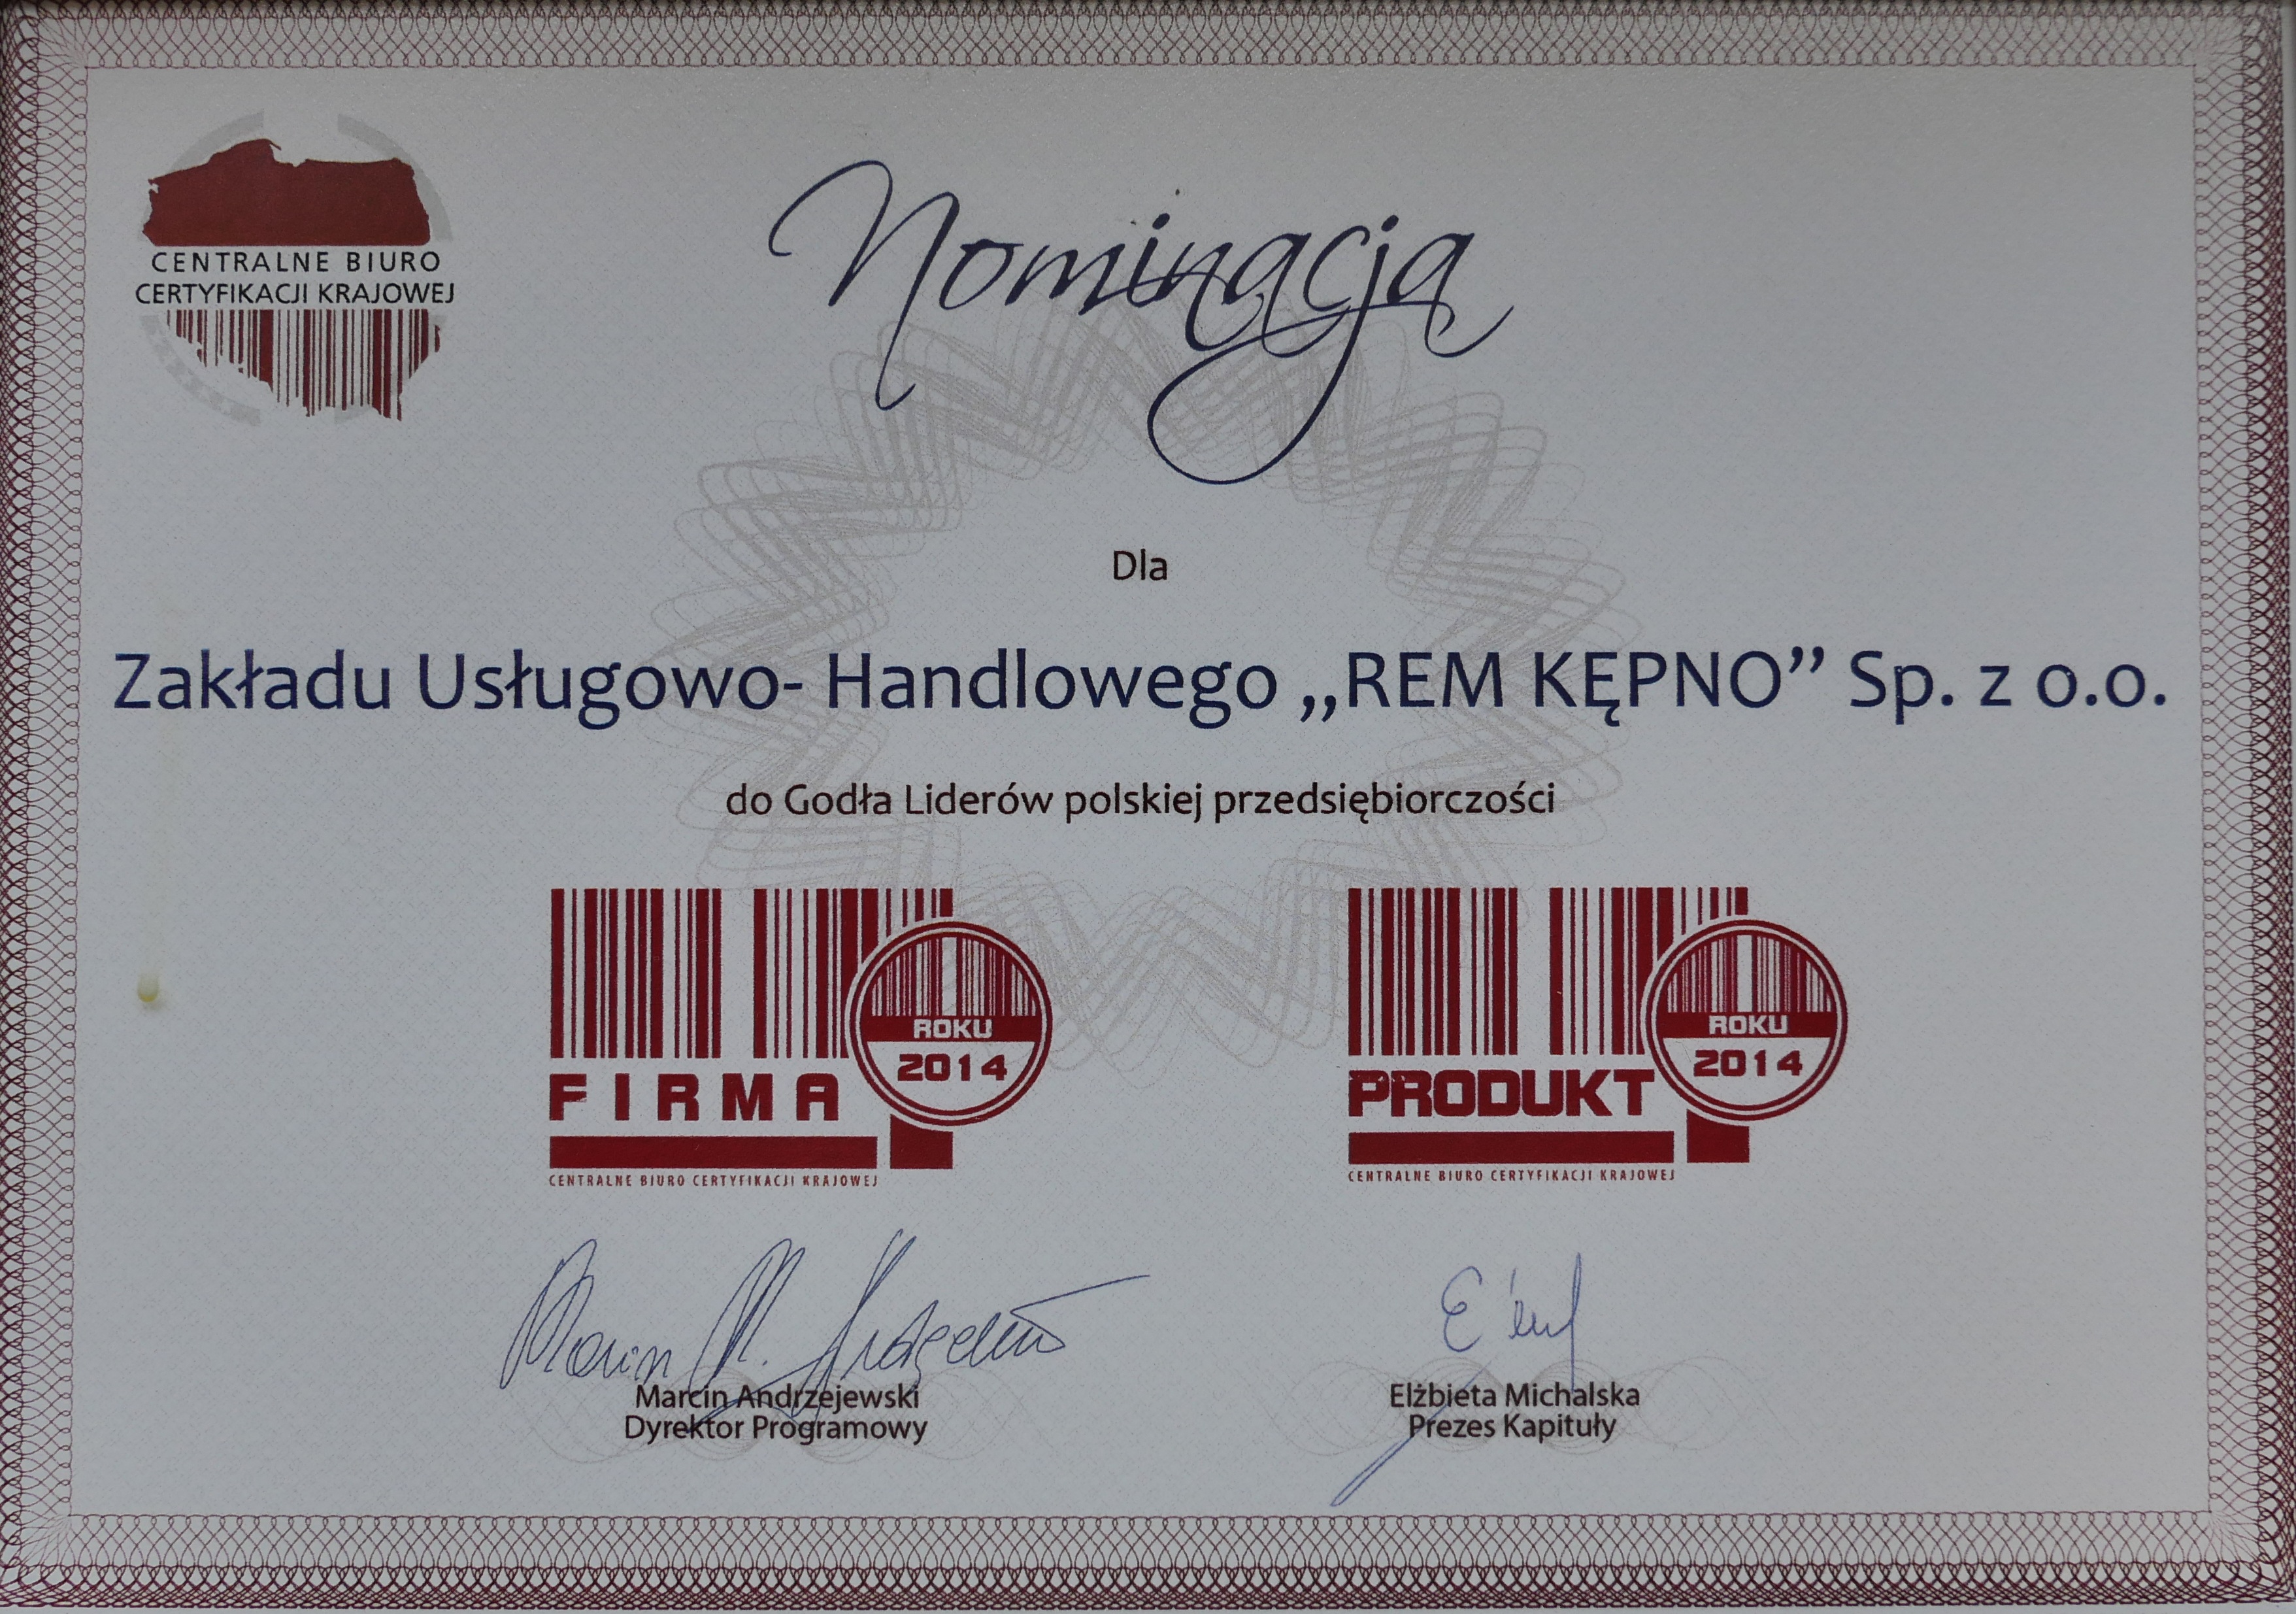 CENTRALNE BIURO
CERTYFIKACJI KRAJOWEJ
Nominacja
Dla
Zakładu Usługowo- Handlowego „REM KĘPNO” Sp. z o.o.
do Godła Liderów polskiej przedsiębiorczości
ROKU
2014
FIRMA
CENTRALNE BIURO CERTYFIKACJI KRAJOWEJ
ROKU
2014
PRODUKT
CENTRALNE BIURO CERTYFIKACJI KRAJOWEJ
Marcin Andrzejewski
Dyrektor Programowy
Elżbieta Michalska
Prezes Kapituły